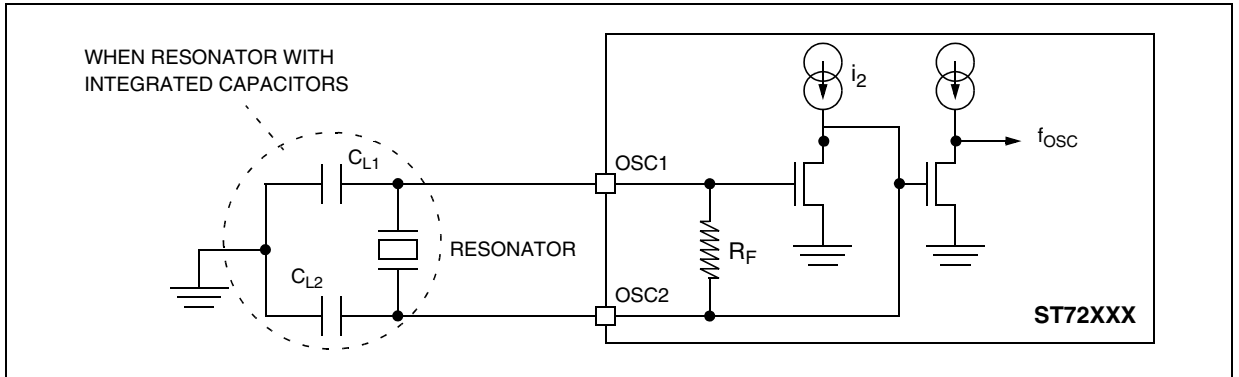 WHEN RESONATOR WITH
INTEGRATED CAPACITORS
i2
fOSC
CL1
OSC1
RESONATOR
RF
CL2
OSC2
ST72XXX